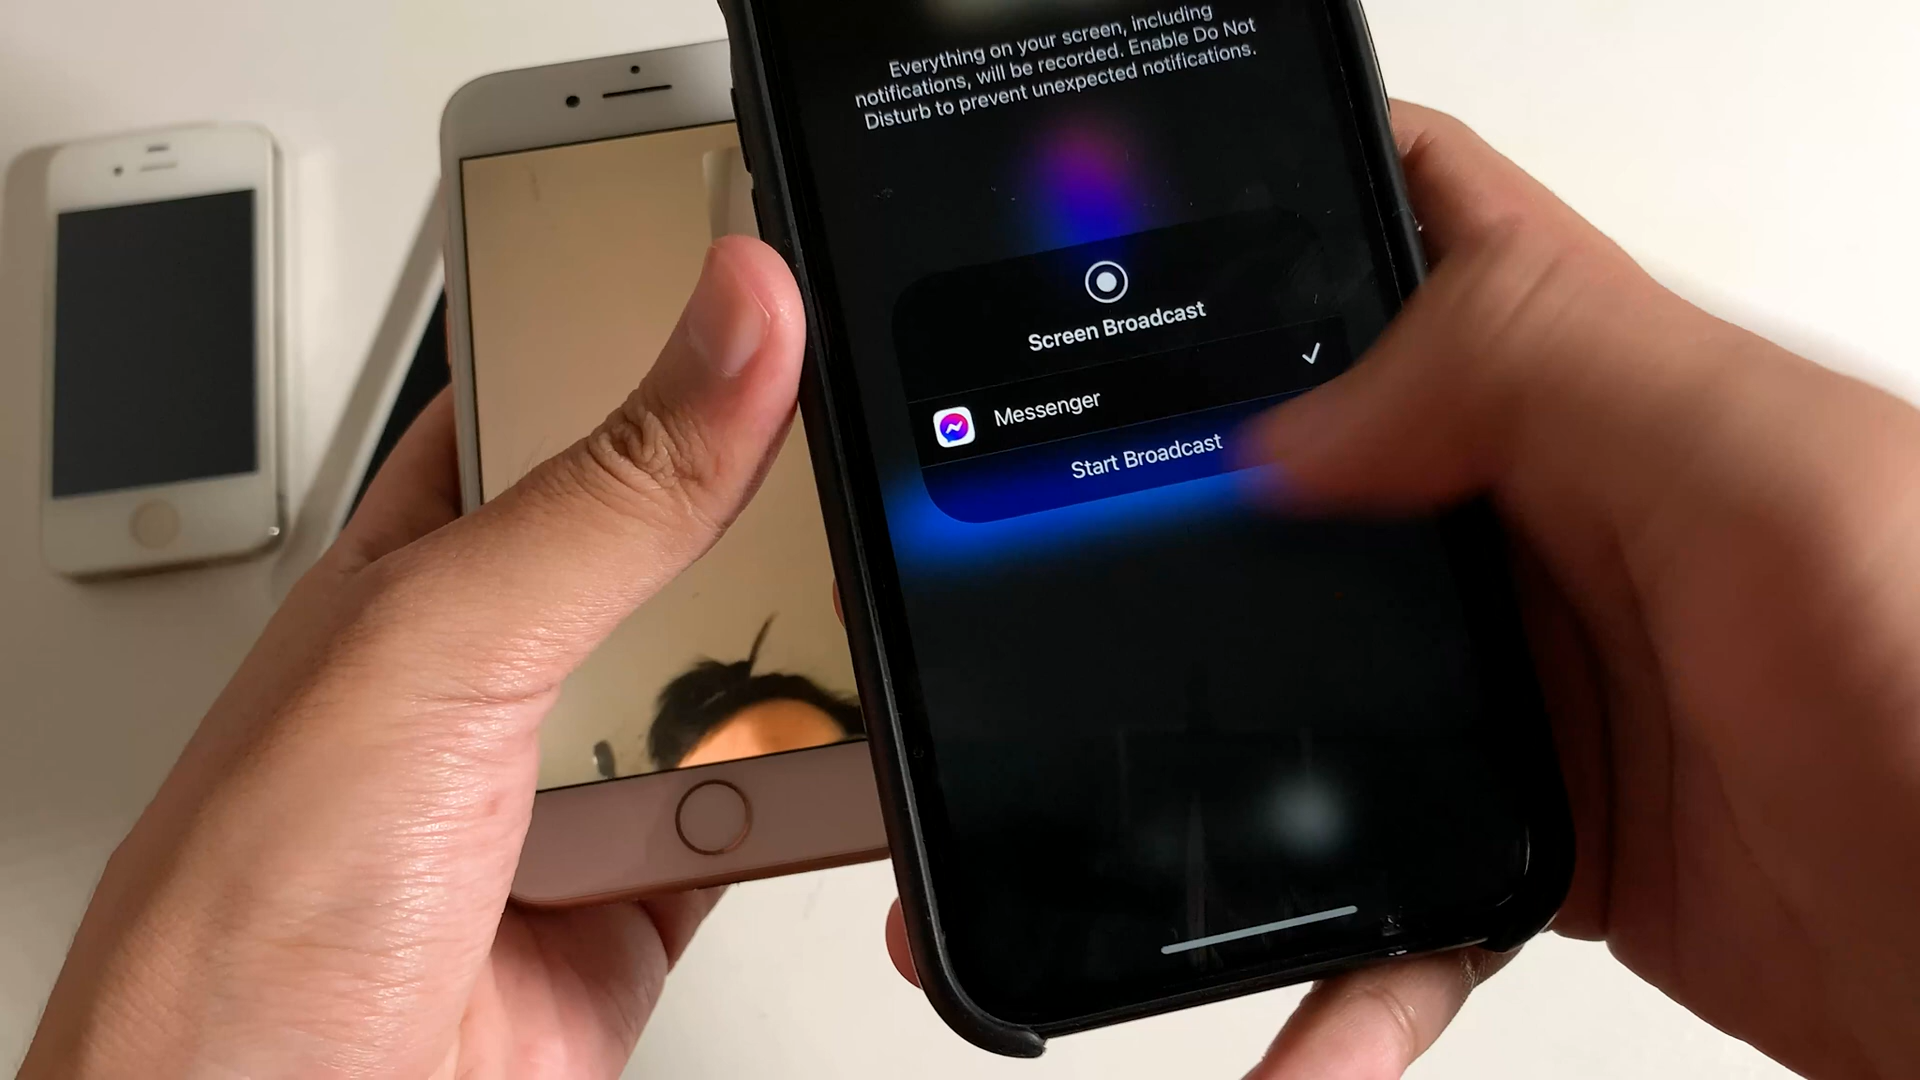 Everything on your screen, including
notifications, will be recorded. Enable Do Not
Disturb to prevent unexpected notifications.
Screen Broadcast
Messenger
Start Broadcast